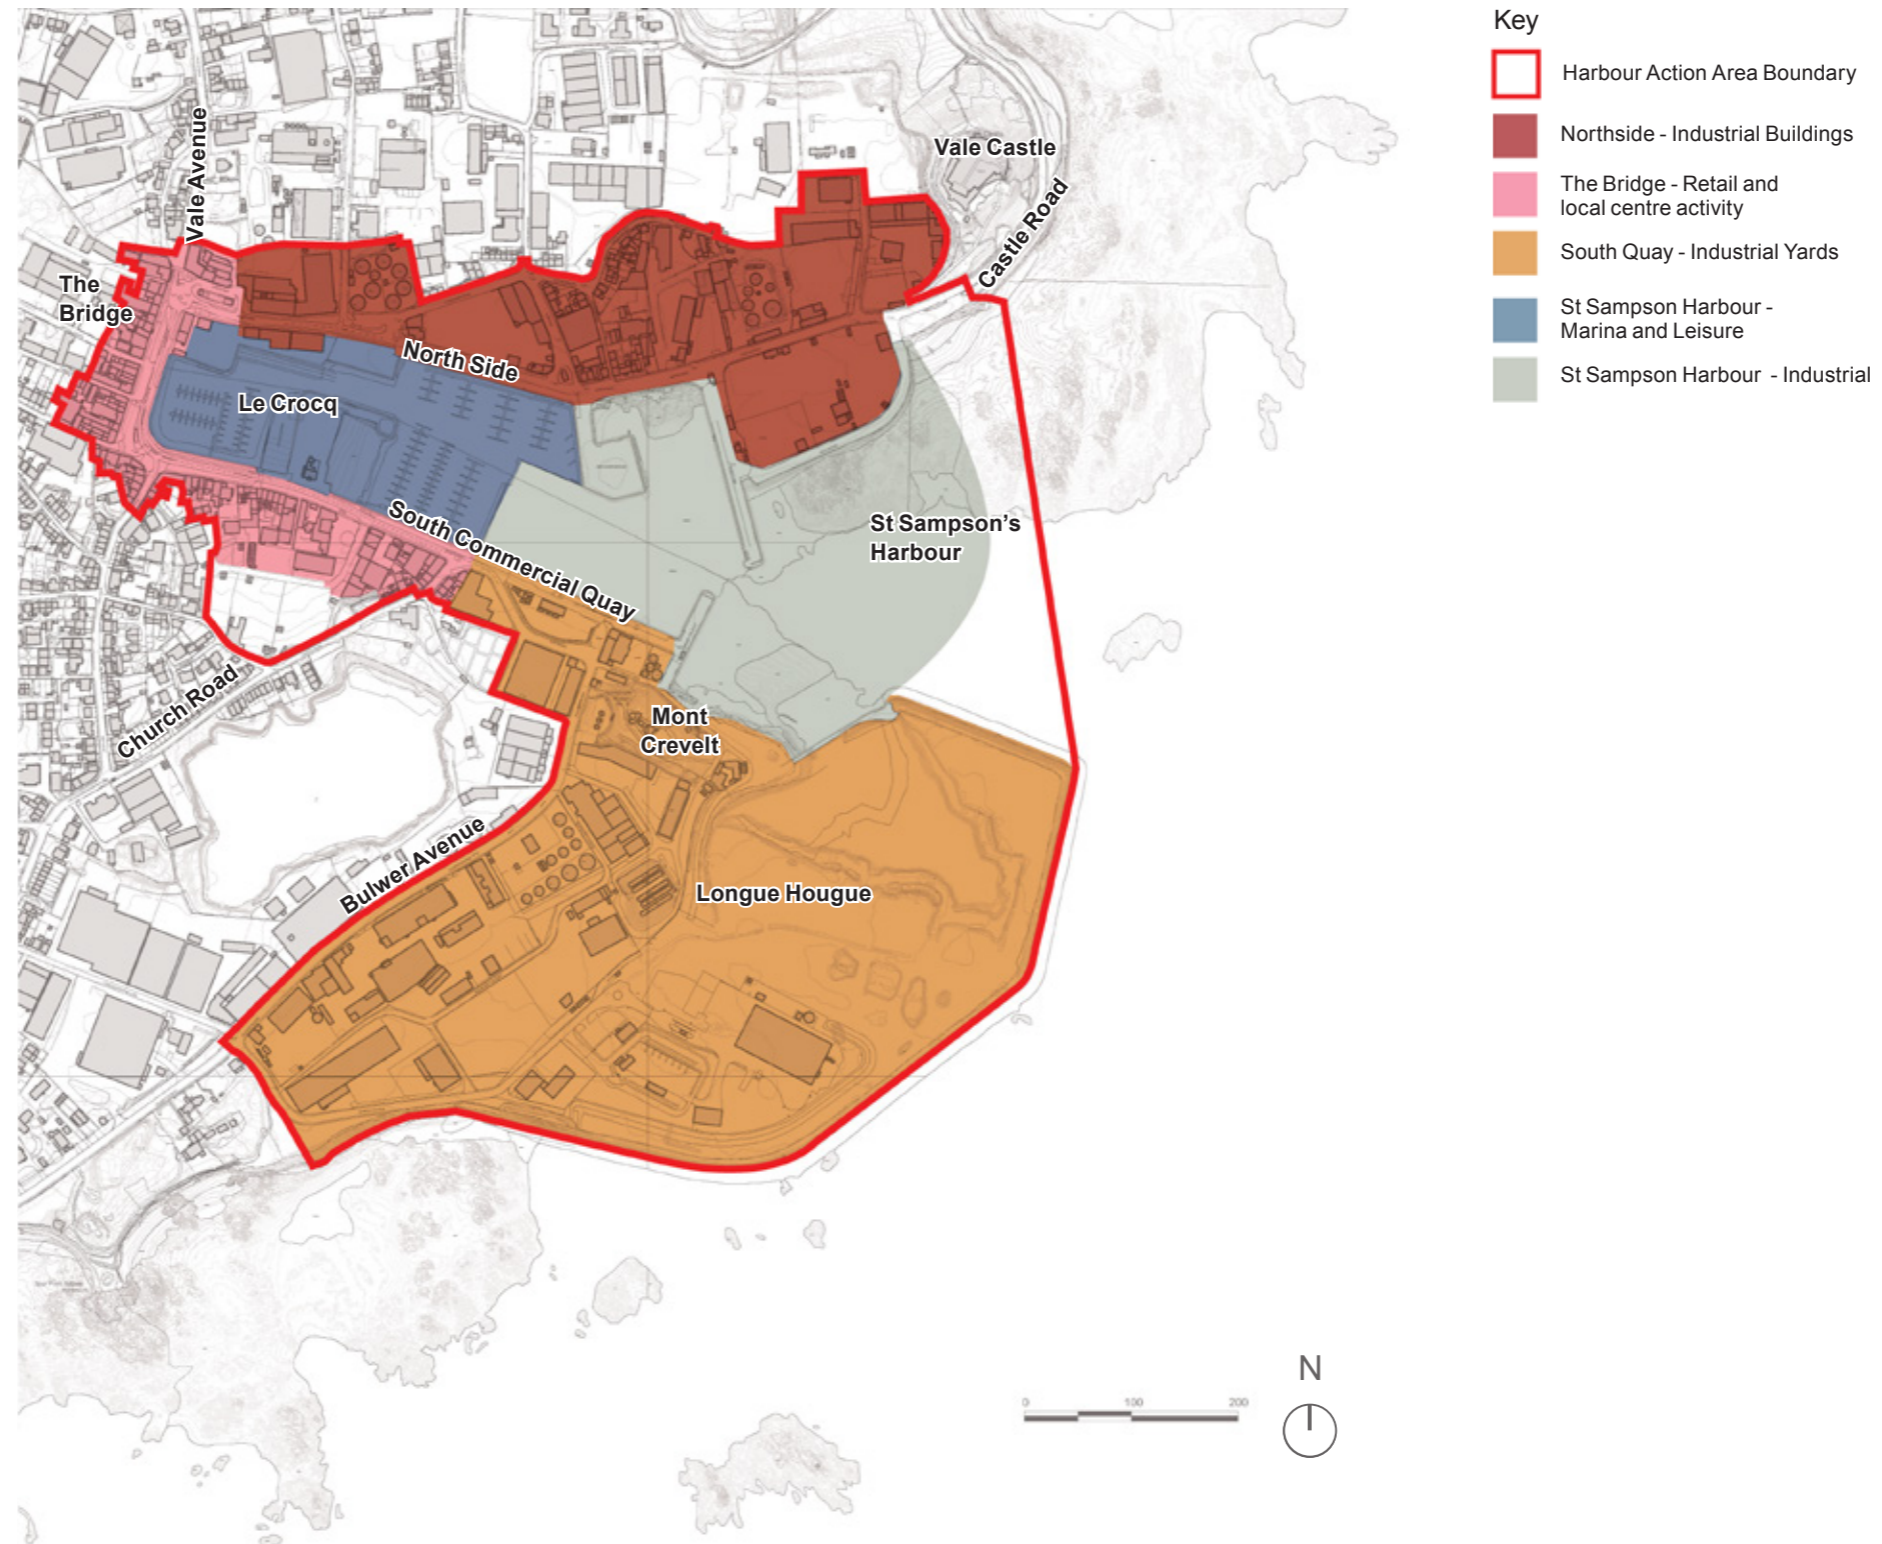 Key
Harbour Action Area Boundary
Northside - Industrial Buildings
The Bridge - Retail and
local centre activity
South Quay - Industrial Yards
St Sampson Harbour -
Marina and Leisure
St Sampson Harbour - Industrial
Vale Avenue
Vale Castle
Castle Road
The
Bridge
North Side
Le Crocq
South Commercial Quay
St Sampson's
Harbour
Church Road
Mont
Crevelt
Bulwer Avenue
Longue Hougue
N
0 100 200